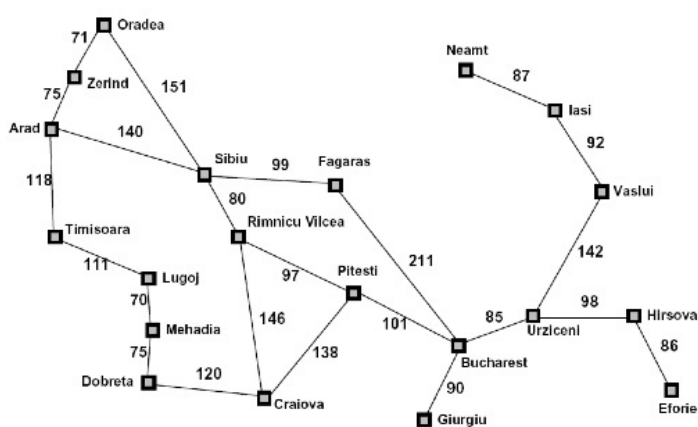 Oradea
71
Neamt
Zerind
87
75
151
Iasi
Arad
140
92
Sibiu
99
Fagaras
118
80
Vaslui
Timisoara
Rimnicu Vilcea
111
142
211
Lugoj
97
Pitesti
70
98
Hirsova
146
85
Mehadia
101
Urziceni
138
86
75
Bucharest
120
90
Dobreta
Craiova
Eforie
Giurgiu